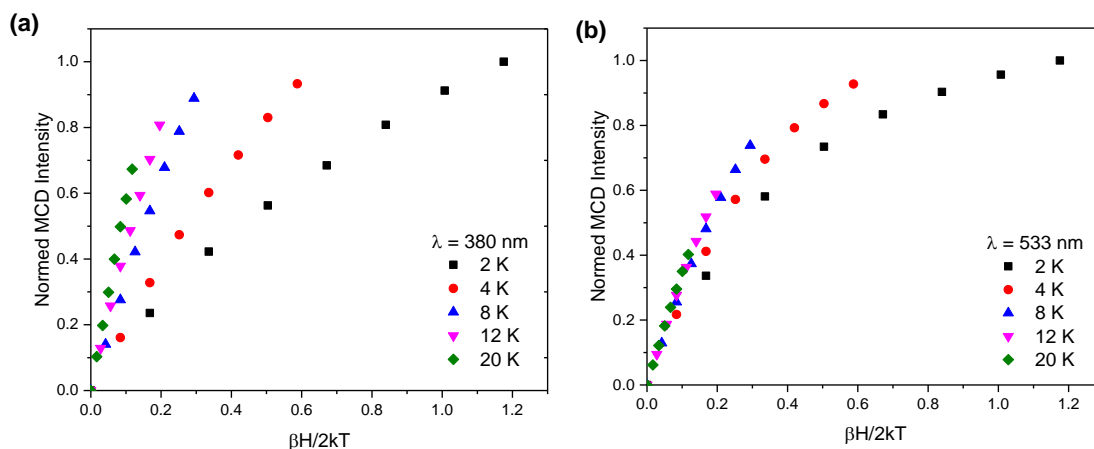 (a)
1.0
0.8
0.6
0.4
0.2
0.0
Normed MCD Intensity
λ = 380 nm
2 K
4 K
8 K
12 K
20 K
0.0 0.2 0.4 0.6 0.8 1.0 1.2
βH/2kT
(b)
1.0
0.8
0.6
0.4
0.2
0.0
Normed MCD Intensity
λ = 533 nm
2 K
4 K
8 K
12 K
20 K
0.0 0.2 0.4 0.6 0.8 1.0 1.2
βH/2kT